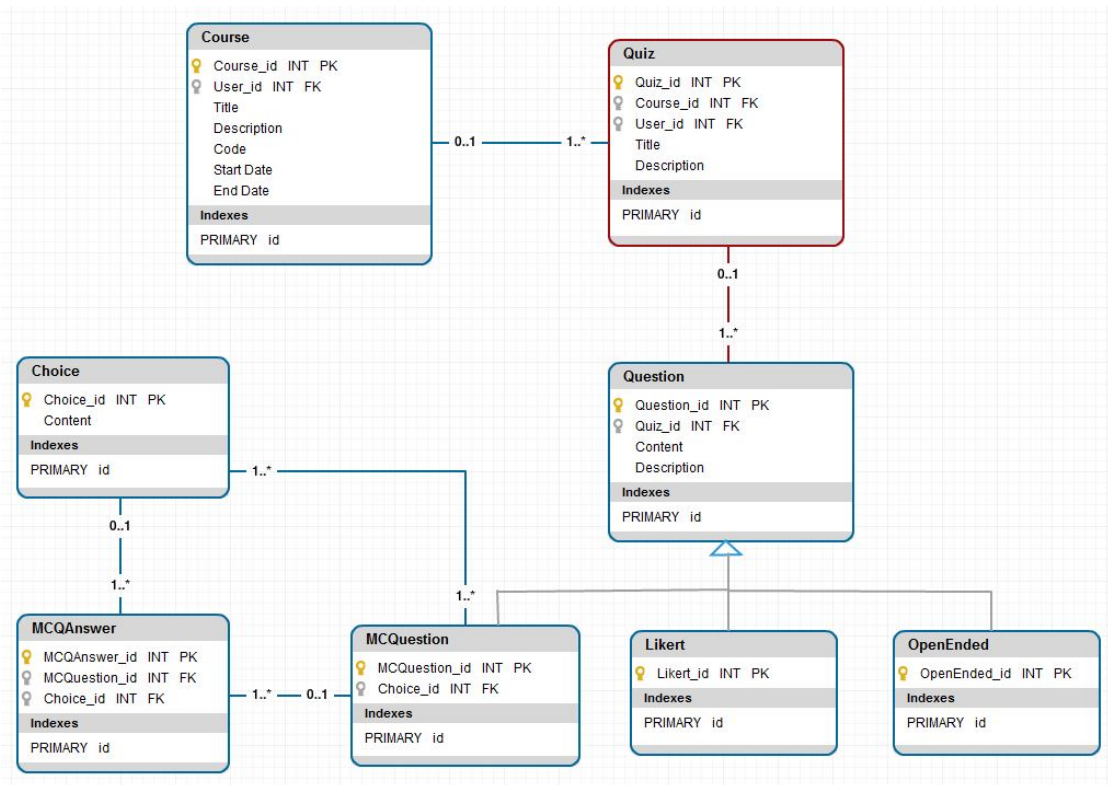 Course
Course_id INT PK
User_id INT FK
Title
Description
Code
Start Date
End Date
Indexes
PRIMARY id
0..1
1..*
Quiz
Quiz_id INT PK
Course_id INT FK
User_id INT FK
Title
Description
Indexes
PRIMARY id
0..1
1..*
Choice
Choice_id INT PK
Content
Indexes
PRIMARY id
1..*
1..*
0..1
1..*
Question
Question_id INT PK
Quiz_id INT FK
Content
Description
Indexes
PRIMARY id
MCQAnswer
MCQAnswer_id INT PK
MCQuestion_id INT FK
Choice_id INT FK
Indexes
PRIMARY id
1..*
0..1
MCQuestion
MCQuestion_id INT PK
Choice_id INT FK
Indexes
PRIMARY id
Likert
Likert_id INT PK
Indexes
PRIMARY id
OpenEnded
OpenEnded_id INT PK
Indexes
PRIMARY id